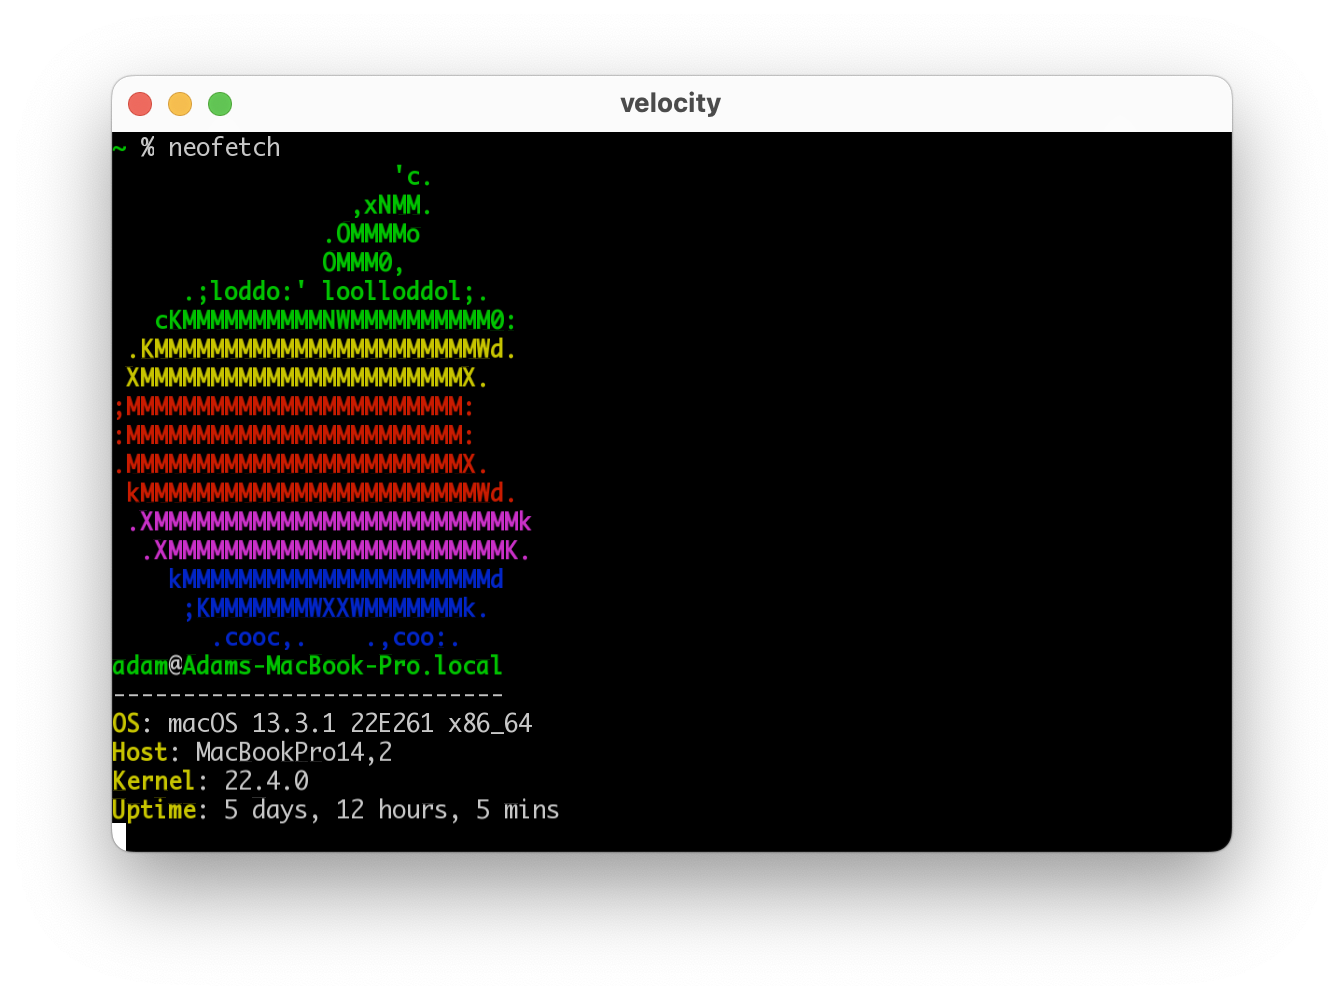 velocity
~ % neofetch
                    'c.
                 ,xNMM.
               .OMMMMo
               OMMM0,
     .;loddo:' loolloddol;.
   cKMMMMMMMMMMNWMMMMMMMMMM0:
 .KMMMMMMMMMMMMMMMMMMMMMMMWd.
 XMMMMMMMMMMMMMMMMMMMMMMMX.
;MMMMMMMMMMMMMMMMMMMMMMMM:
:MMMMMMMMMMMMMMMMMMMMMMMM:
.MMMMMMMMMMMMMMMMMMMMMMMMX.
 kMMMMMMMMMMMMMMMMMMMMMMMMWd.
 .XMMMMMMMMMMMMMMMMMMMMMMMMMMk
  .XMMMMMMMMMMMMMMMMMMMMMMMMK.
    kMMMMMMMMMMMMMMMMMMMMMMd
     ;KMMMMMMMWXXWMMMMMMMk.
       .cooc,.    .,coo:.
adam@Adams-MacBook-Pro.local
----------------------------
OS: macOS 13.3.1 22E261 x86_64
Host: MacBookPro14,2
Kernel: 22.4.0
Uptime: 5 days, 12 hours, 5 mins